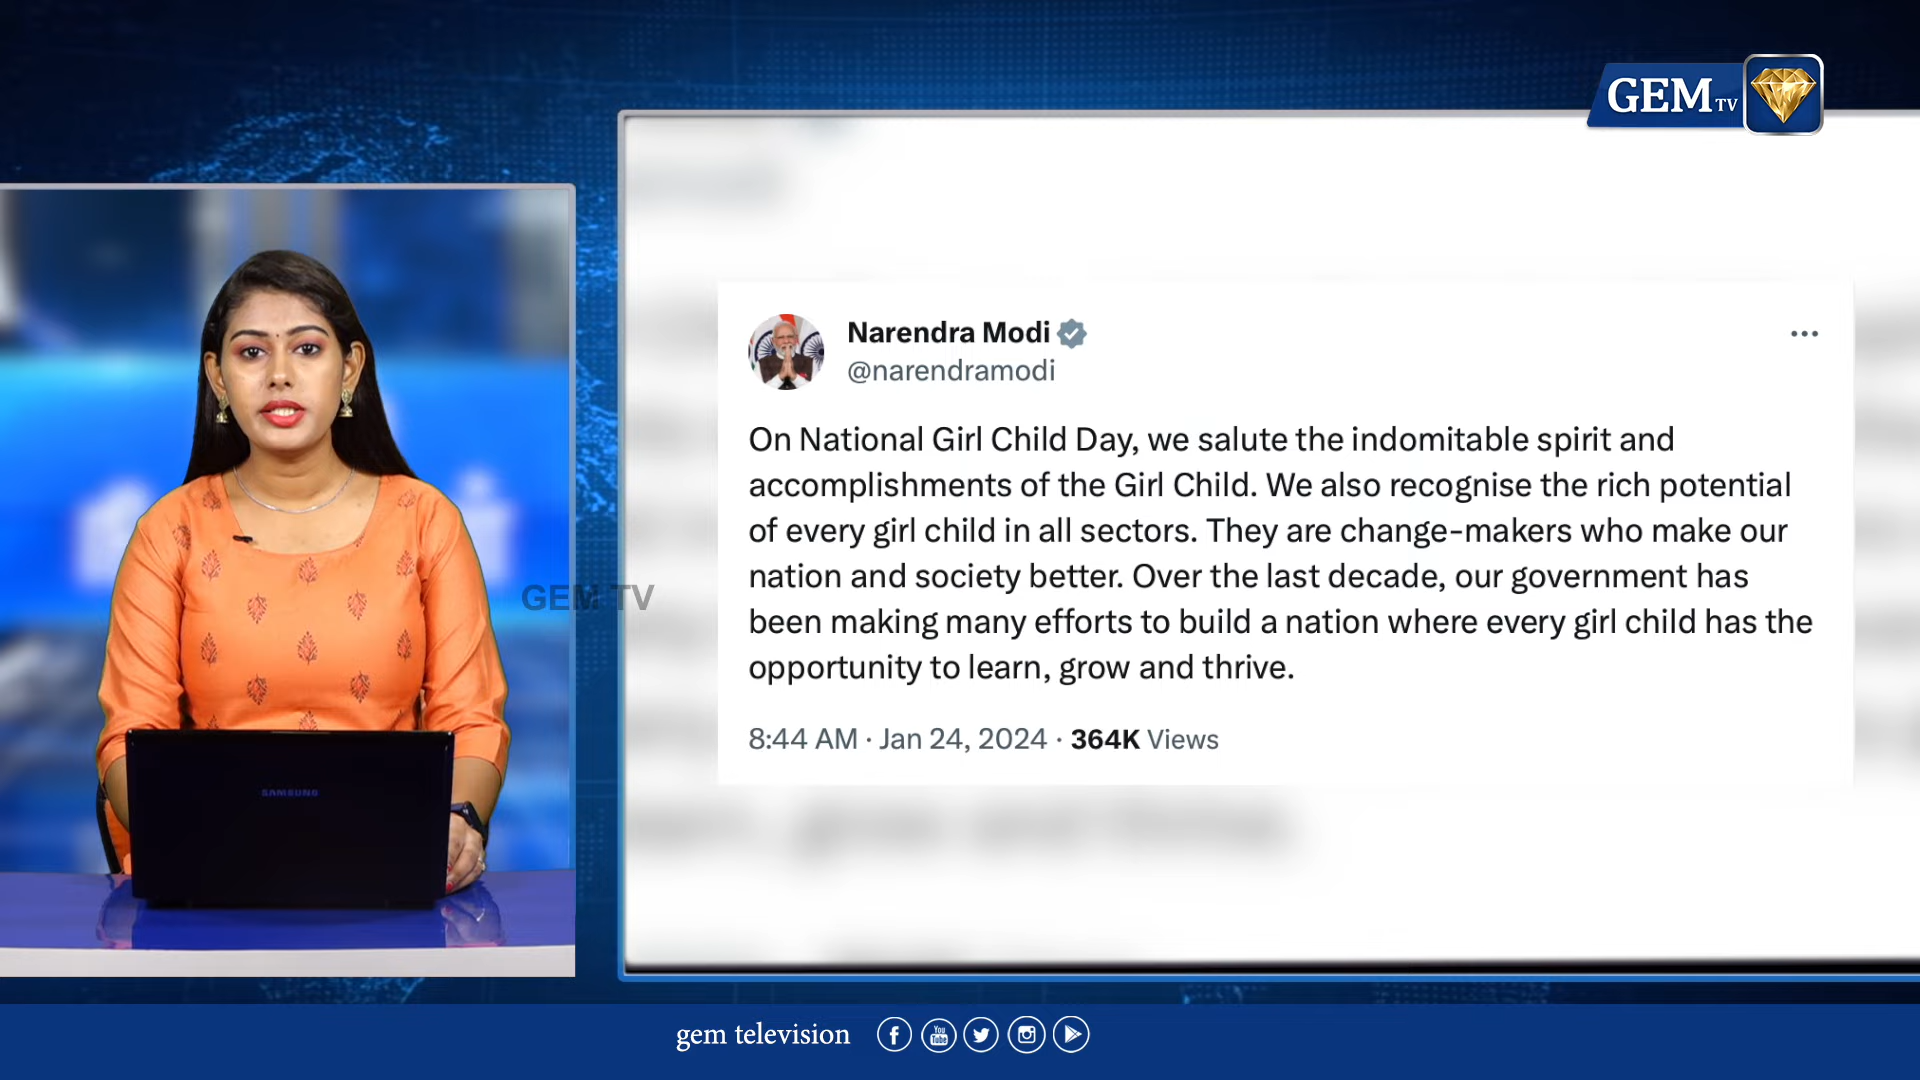 GEM TV
Narendra Modi
@narendramodi
On National Girl Child Day, we salute the indomitable spirit and
accomplishments of the Girl Child. We also recognise the rich potential
of every girl child in all sectors. They are change-makers who make our
nation and society better. Over the last decade, our government has
been making many efforts to build a nation where every girl child has the
opportunity to learn, grow and thrive.
8:44 AM · Jan 24, 2024 · 364K Views
GEM TV
SAMSUNG
gem television
You
Tube